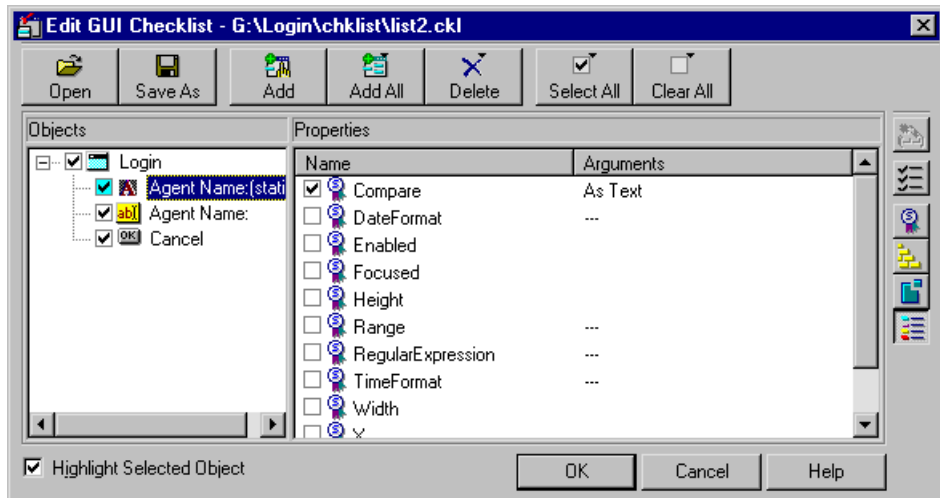 Edit GUI Checklist - G:\Login\chklist\list2.ckl
Open Save As Add Add All Delete Select All Clear All
Objects Properties
Login
Agent Name:(stati
ab Agent Name:
OK Cancel
Name Arguments
Compare As Text
DateFormat ---
Enabled
Focused
Height
Range ---
RegularExpression ---
TimeFormat ---
Width
X
Highlight Selected Object OK Cancel Help